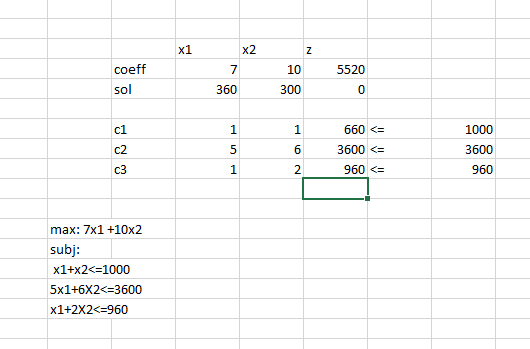 x1 x2 z
coeff 7 10 5520
sol 360 300 0
c1 1 1 660 <= 1000
c2 5 6 3600 <= 3600
c3 1 2 960 <= 960
max: 7x1 +10x2
subj:
x1+x2<=1000
5x1+6X2<=3600
x1+2X2<=960